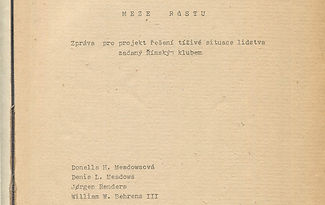 MEZE RŮSTU
Zpráva pro projekt řešení tíživé situace lidstva
zadaný Římským klubem
Donella H. Meadowsová
Denis L. Meadows
Jørgen Randers
William W. Behrens III